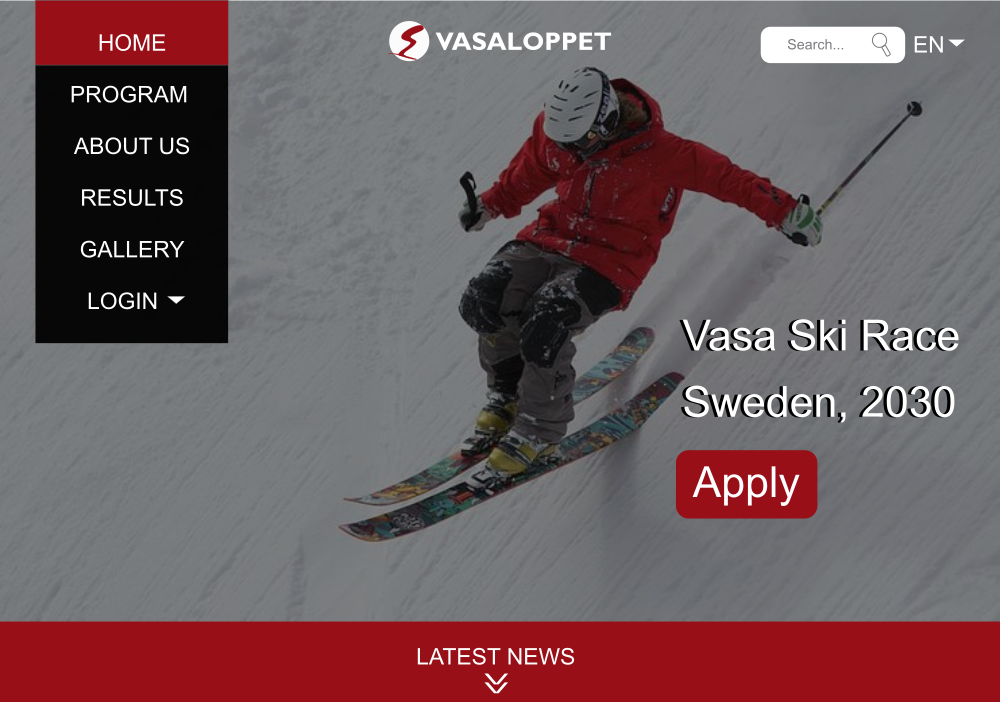 HOME
PROGRAM
ABOUT US
RESULTS
GALLERY
LOGIN
VASALOPPET
Search...
EN
Vasa Ski Race
Sweden, 2030
Apply
LATEST NEWS